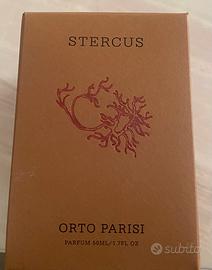 STERCUS
ORTO PARISI
PARFUM 50ML/1.7FL OZ
subito